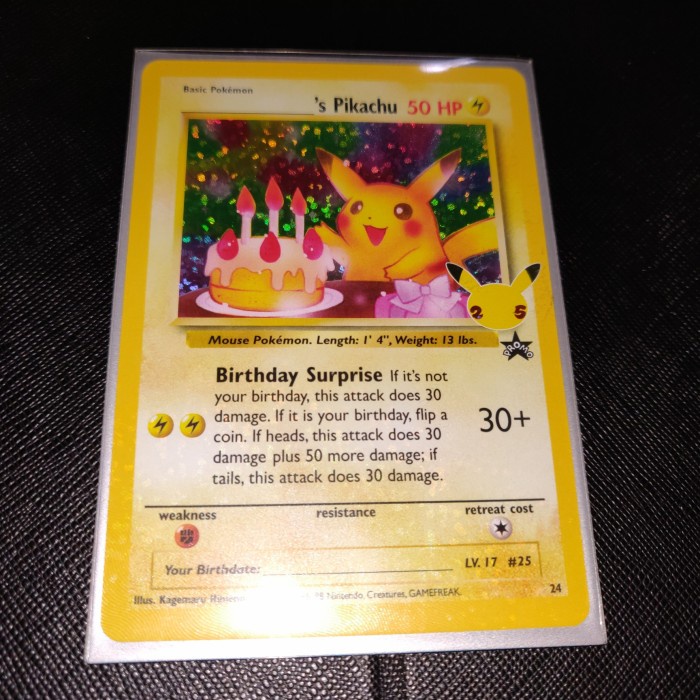 Basic Pokémon
's Pikachu 50 HP
25
PROMO
Mouse Pokémon. Length: 1' 4", Weight: 13 lbs.
Birthday Surprise If it's not
your birthday, this attack does 30
damage. If it is your birthday, flip a
coin. If heads, this attack does 30
damage plus 50 more damage; if
tails, this attack does 30 damage.
30+
weakness resistance retreat cost
Your Birthdate:
LV. 17 #25
Illus. Kagemaru Nintendo, Creatures, GAMEFREAK. 24